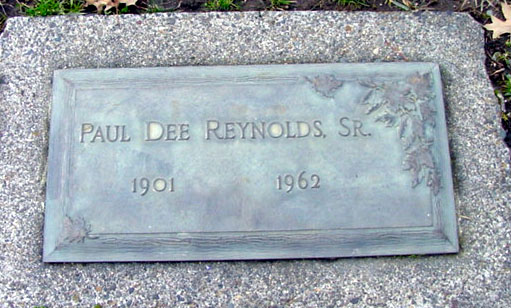 Paul Dee Reynolds, Sr.
1901 1962